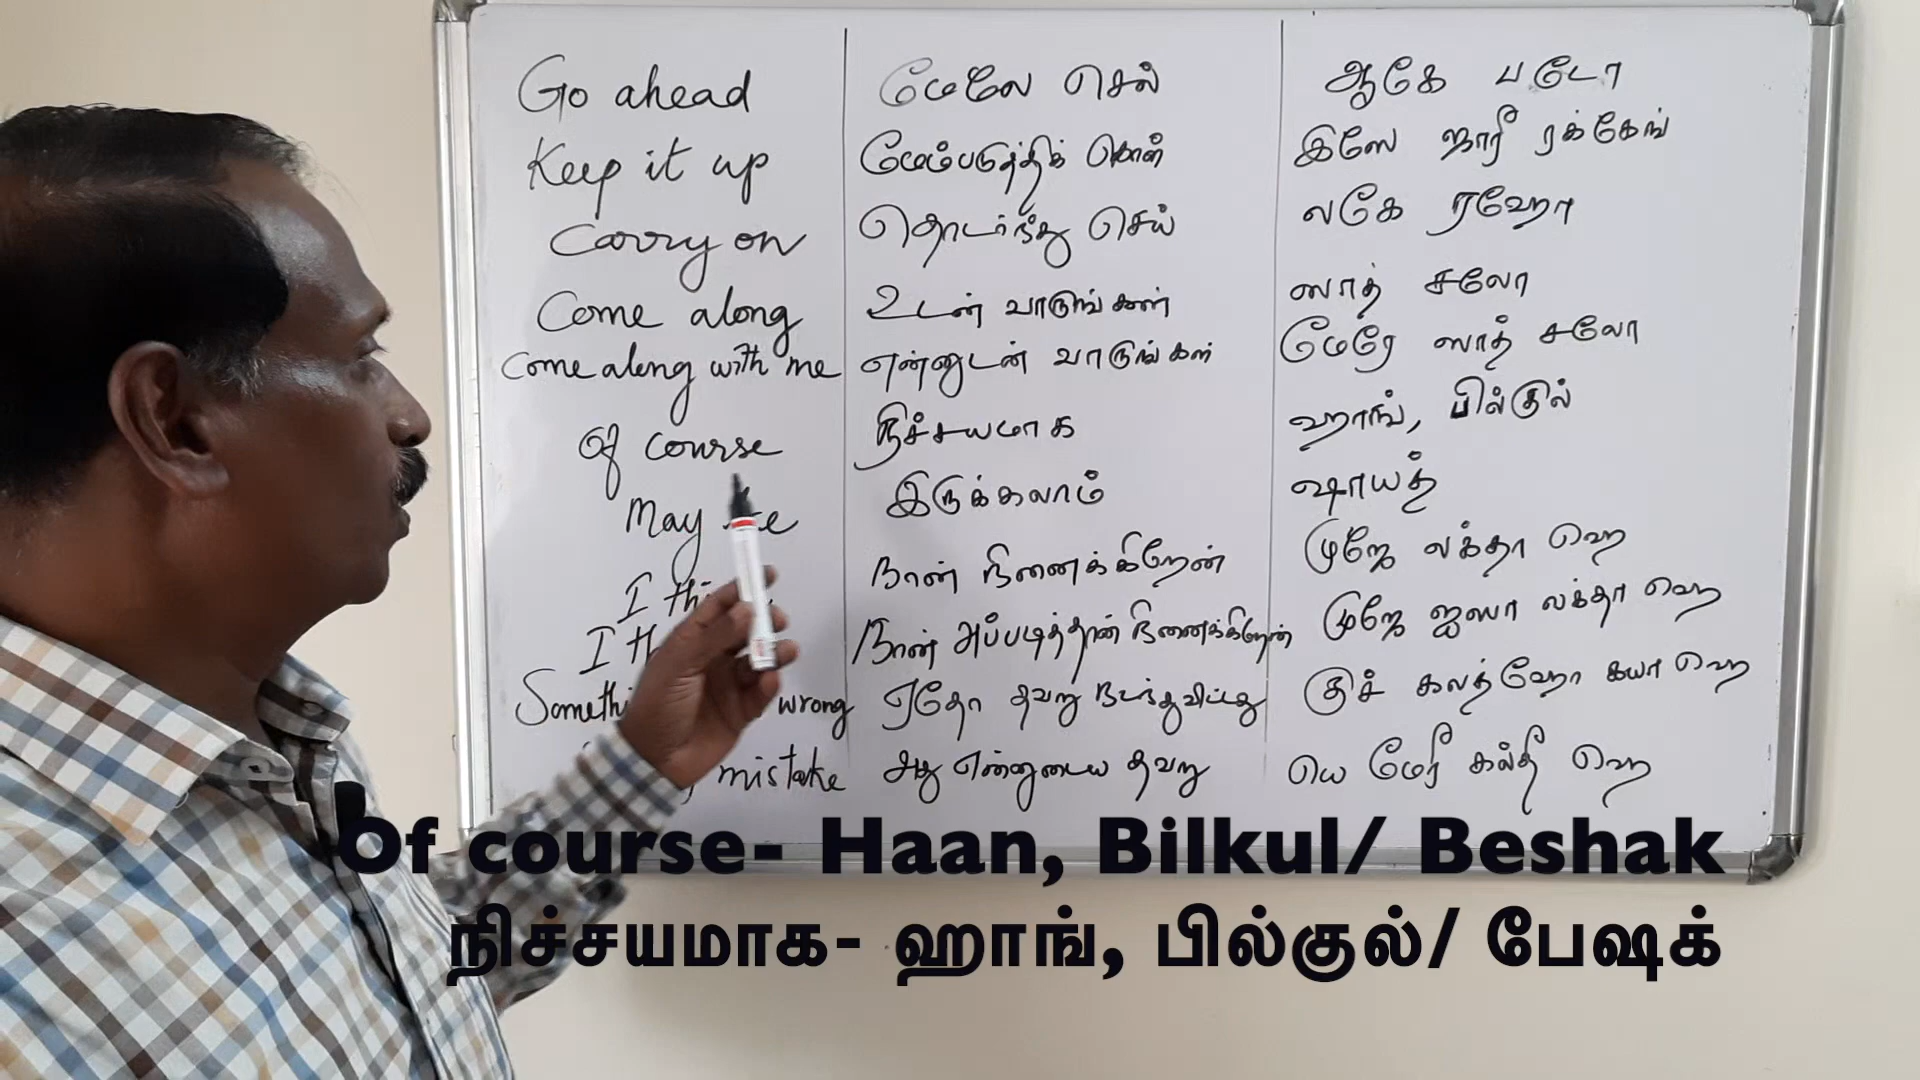 Go ahead மேலே செல் ஆகே படோ
Keep it up மேம்படுத்திக் கொள் இஸே ஜாரீ ரக்கேங்
Carry on தொடர்ந்து செய் லகே ரஹோ
Come along உடன் வாருங்கள் ஸாத் சலோ
Come along with me என்னுடன் வாருங்கள் மேரே ஸாத் சலோ
Of course நிச்சயமாக ஹாங், பில்குல்
May இருக்கலாம் ஷாயத்
I நான் நினைக்கிறேன் முஜே லக்தா ஹை
I நான் அப்படித்தான் நினைக்கிறேன் முஜே ஐஸா லக்தா ஹை
wrong ஏதோ தவறு நடந்துவிட்டது குச் கலத் ஹோ கயா ஹை
mistake அது என்னுடைய தவறு யெ மேரீ கல்தீ ஹை
Of course- Haan, Bilkul/ Beshak
நிச்சயமாக- ஹாங், பில்குல்/ பேஷக்